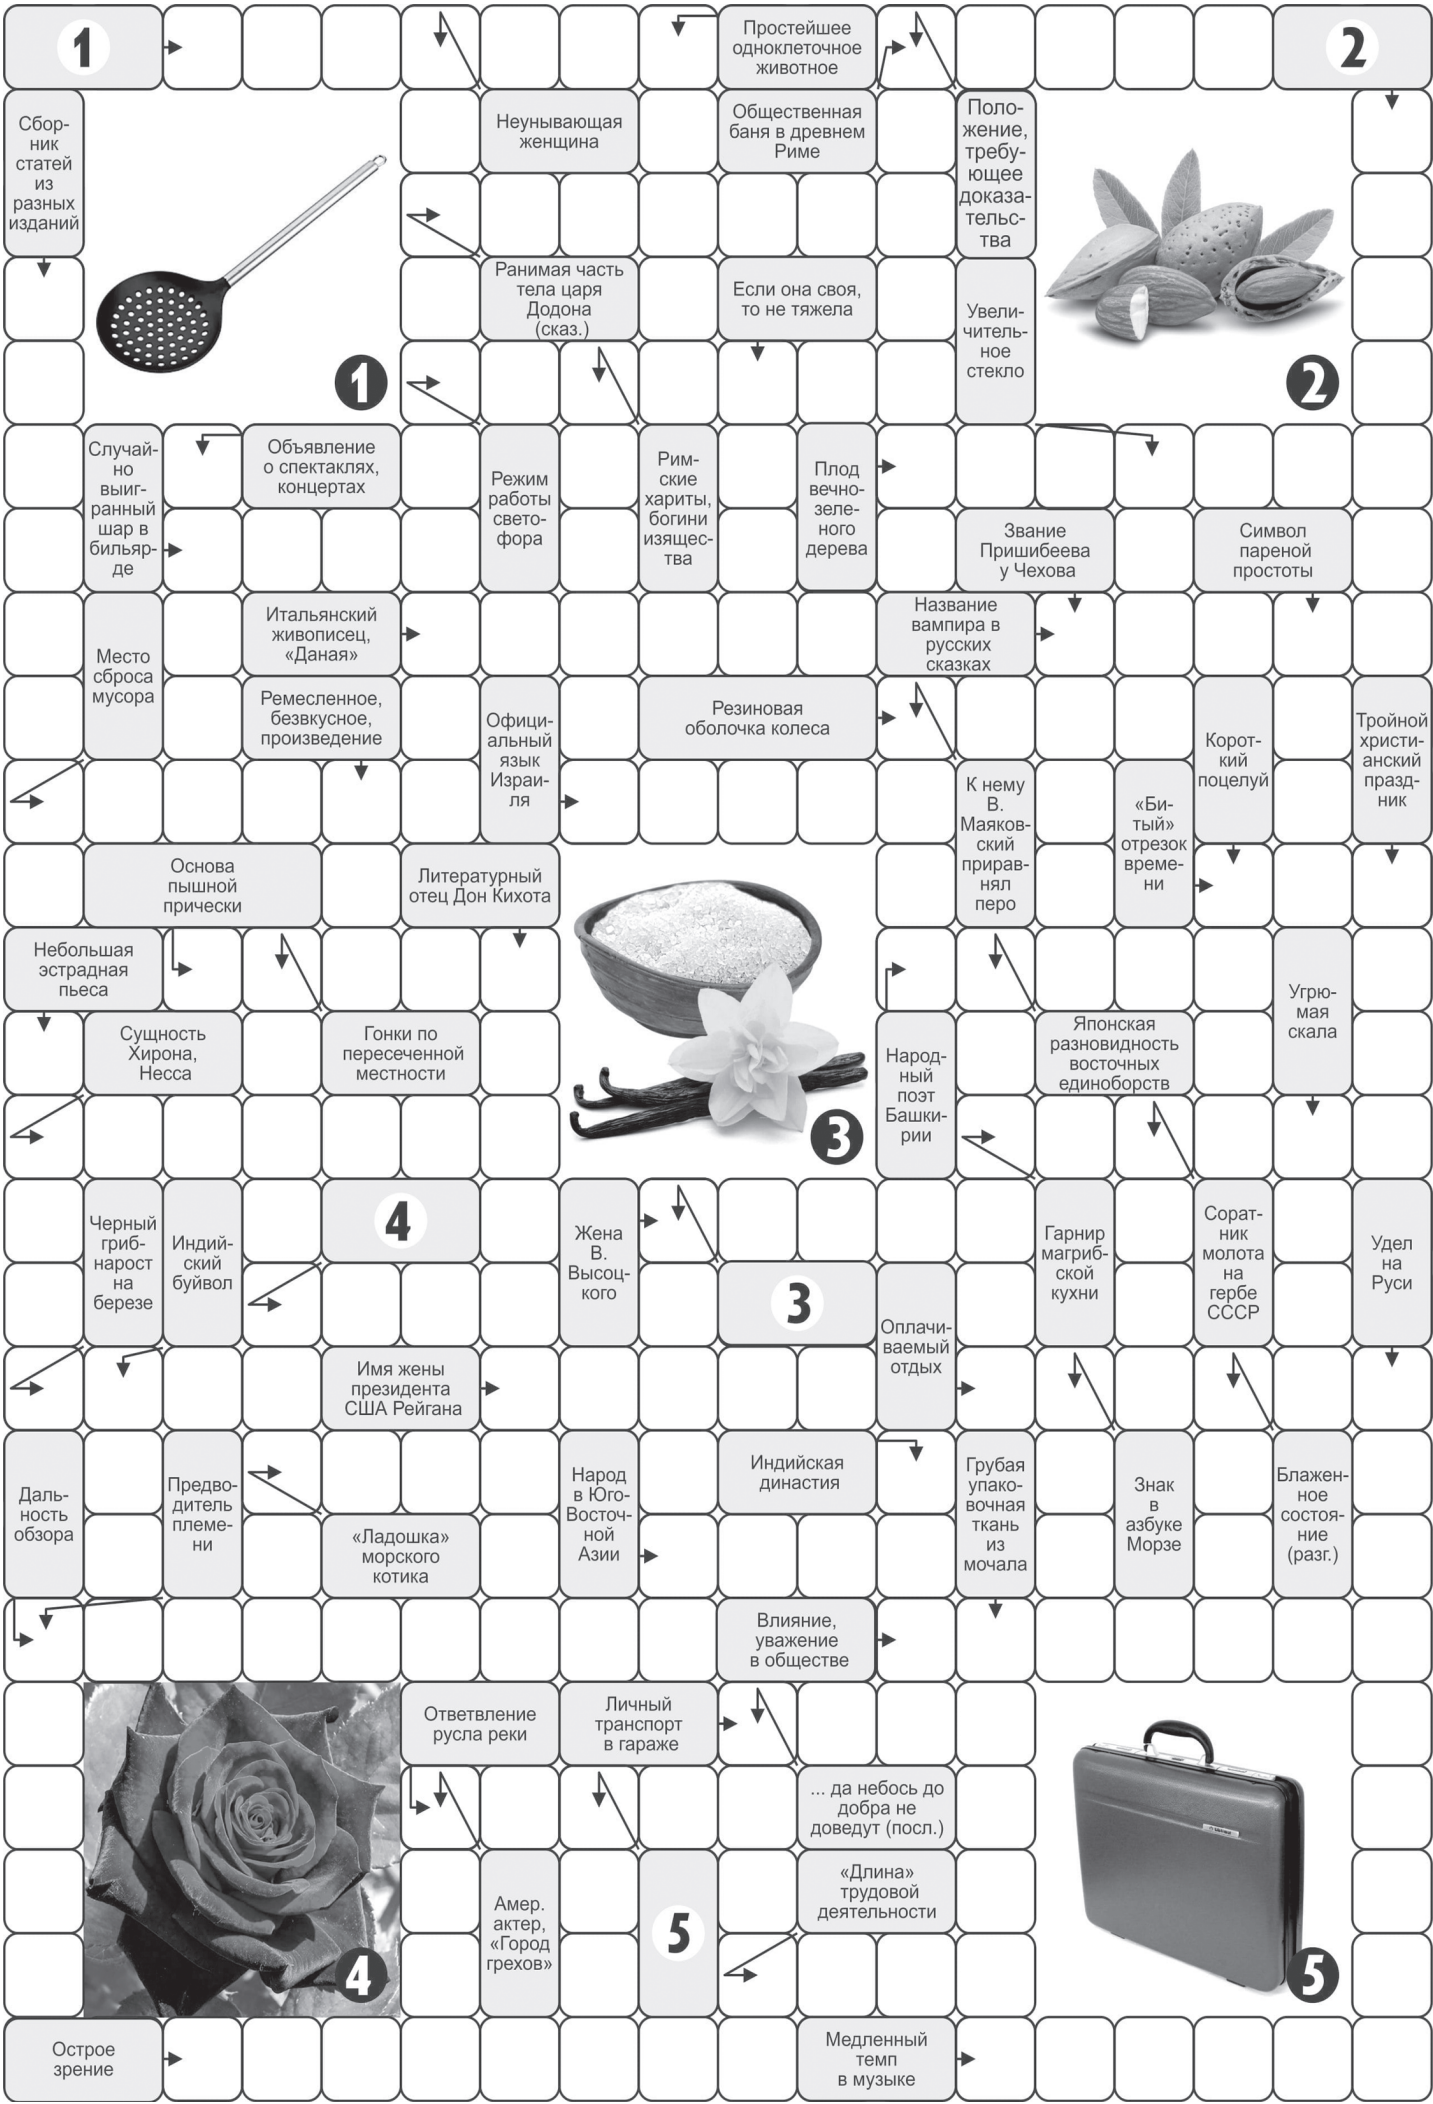 1
Простейшее
одноклеточное
животное
2
Сбор-
ник
статей
из
разных
изданий
Неунывающая
женщина
Общественная
баня в древнем
Риме
Поло-
жение,
требу-
ющее
доказа-
тельс-
тва
Ранимая часть
тела царя
Додона
(сказ.)
Если она своя,
то не тяжела
Увели-
читель-
ное
стекло
1
2
Случай-
но
выиг-
ранный
шар в
бильяр-
де
Объявление
о спектаклях,
концертах
Режим
работы
свето-
фора
Рим-
ские
хариты,
богини
изящес-
тва
Плод
вечно-
зеле-
ного
дерева
Звание
Пришибеева
у Чехова
Символ
пареной
простоты
Место
сброса
мусора
Итальянский
живописец,
«Даная»
Название
вампира в
русских
сказках
Ремесленное,
безвкусное,
произведение
Офици-
альный
язык
Израи-
ля
Резиновая
оболочка колеса
Корот-
кий
поцелуй
Тройной
христи-
анский
празд-
ник
К нему
В.
Маяков-
ский
прирав-
нял
перо
«Би-
тый»
отрезок
време-
ни
Основа
пышной
прически
Литературный
отец Дон Кихота
Небольшая
эстрадная
пьеса
Угрю-
мая
скала
Сущность
Хирона,
Несса
Гонки по
пересеченной
местности
Народ-
ный
поэт
Башки-
рии
Японская
разновидность
восточных
единоборств
3
Черный
гриб-
нарост
на
березе
Индий-
ский
буйвол
4
Жена
В.
Высоц-
кого
3
Гарнир
магриб-
ской
кухни
Сорат-
ник
молота
на
гербе
СССР
Удел
на
Руси
Оплачи-
ваемый
отдых
Имя жены
президента
США Рейгана
Даль-
ность
обзора
Предво-
дитель
племе-
ни
Народ
в Юго-
Восточ-
ной
Азии
Индийская
династия
Грубая
упако-
вочная
ткань
из
мочала
Знак
в
азбуке
Морзе
Блажен-
ное
состоя-
ние
(разг.)
«Ладошка»
морского
котика
Влияние,
уважение
в обществе
Ответвление
русла реки
Личный
транспорт
в гараже
... да небось до
добра не
доведут (посл.)
Амер.
актер,
«Город
грехов»
5
«Длина»
трудовой
деятельности
4
5
Острое
зрение
Медленный
темп
в музыке